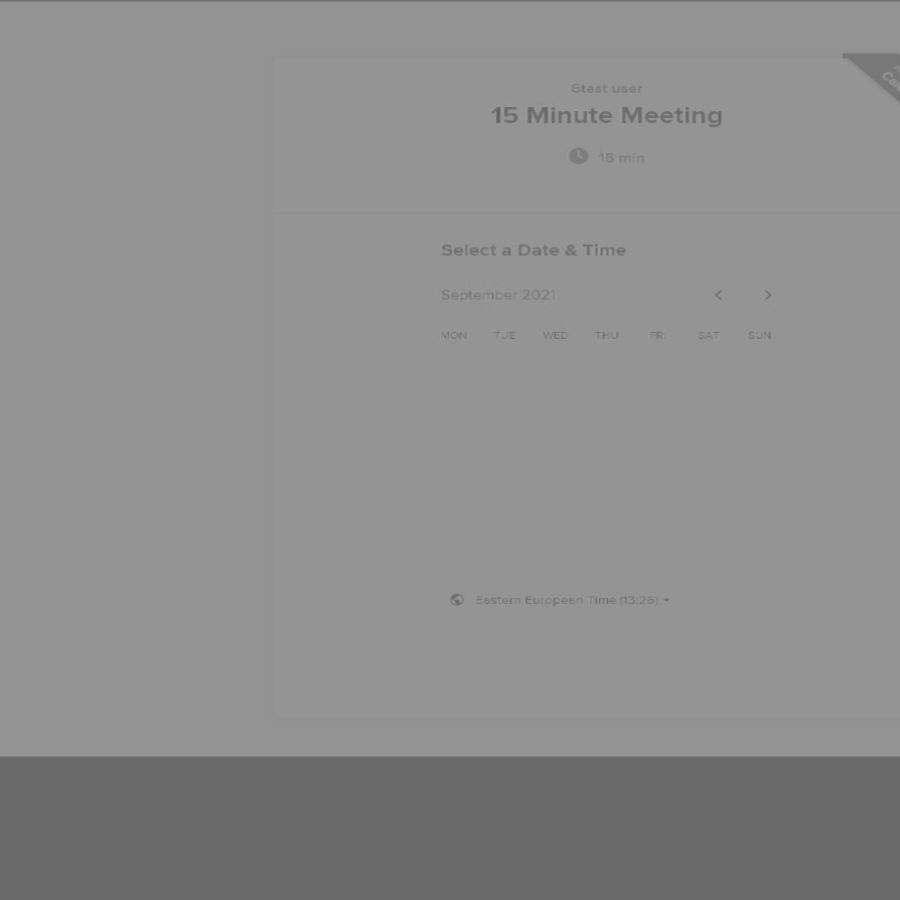 6test user
15 Minute Meeting
15 min
Select a Date & Time
September 2021
MON TUE WED THU FRI SAT SUN
Eastern European Time (13:26)